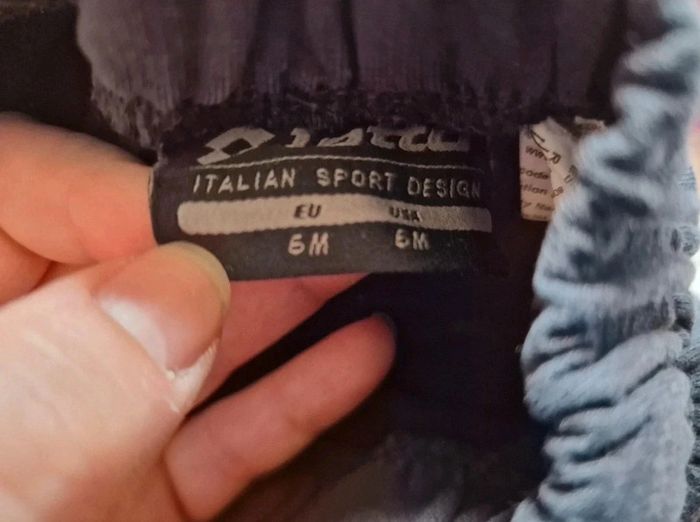 lotto
ITALIAN SPORT DESIGN
EU USA
6M 6M